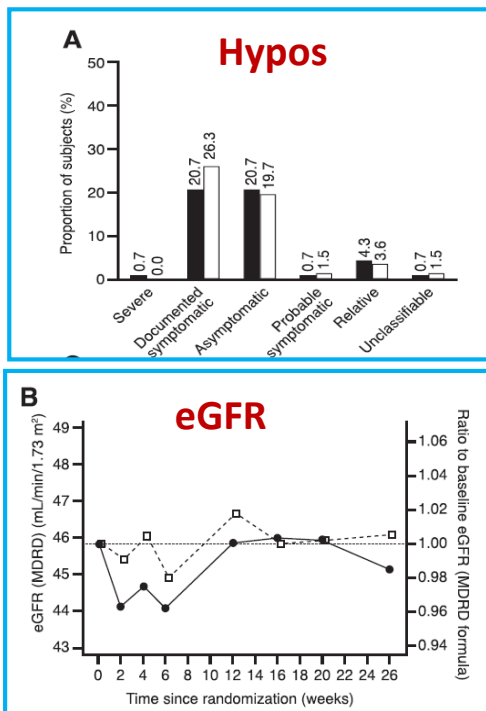 A
Hypos
Proportion of subjects (%)
50
40
30
20
10
0
0.7
0.0
20.7
26.3
20.7
19.7
0.7
1.5
4.3
3.6
0.7
1.5
Severe
Documented
symptomatic
Asymptomatic
Probable
symptomatic
Relative
Unclassifiable
B
eGFR
eGFR (MDRD) (mL/min/1.73 m²)
49
48
47
46
45
44
43
1.06
1.04
1.02
1.00
0.98
0.96
0.94
Ratio to baseline eGFR (MDRD
formula)
0 2 4 6 8 10 12 14 16 18 20 22 24 26
Time since randomization (weeks)